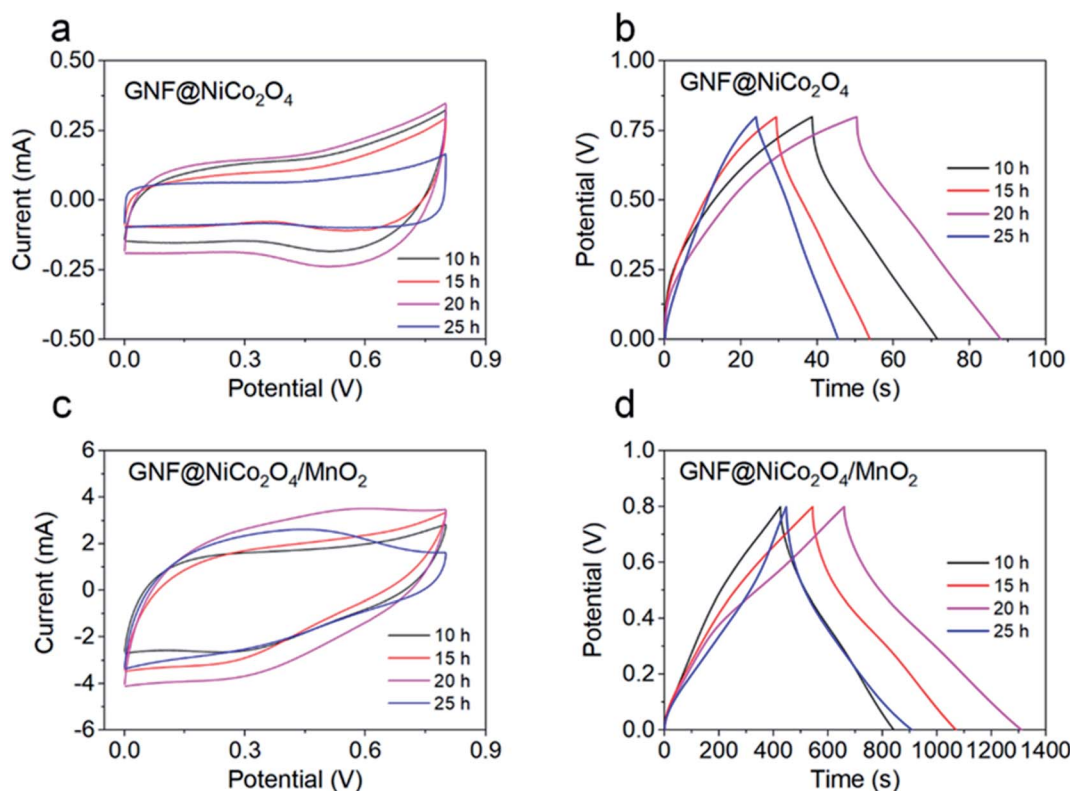 a
GNF@NiCo₂O₄
Current (mA)
0.50
0.25
0.00
-0.25
-0.50
10 h
15 h
20 h
25 h
0.0
0.3
0.6
0.9
Potential (V)
b
GNF@NiCo₂O₄
Potential (V)
1.00
0.75
0.50
0.25
0.00
10 h
15 h
20 h
25 h
0
20
40
60
80
100
Time (s)
c
GNF@NiCo₂O₄/MnO₂
Current (mA)
6
4
2
0
-2
-4
-6
10 h
15 h
20 h
25 h
0.0
0.3
0.6
0.9
Potential (V)
d
GNF@NiCo₂O₄/MnO₂
Potential (V)
1.0
0.8
0.6
0.4
0.2
0.0
10 h
15 h
20 h
25 h
0
200
400
600
800
1000
1200
1400
Time (s)